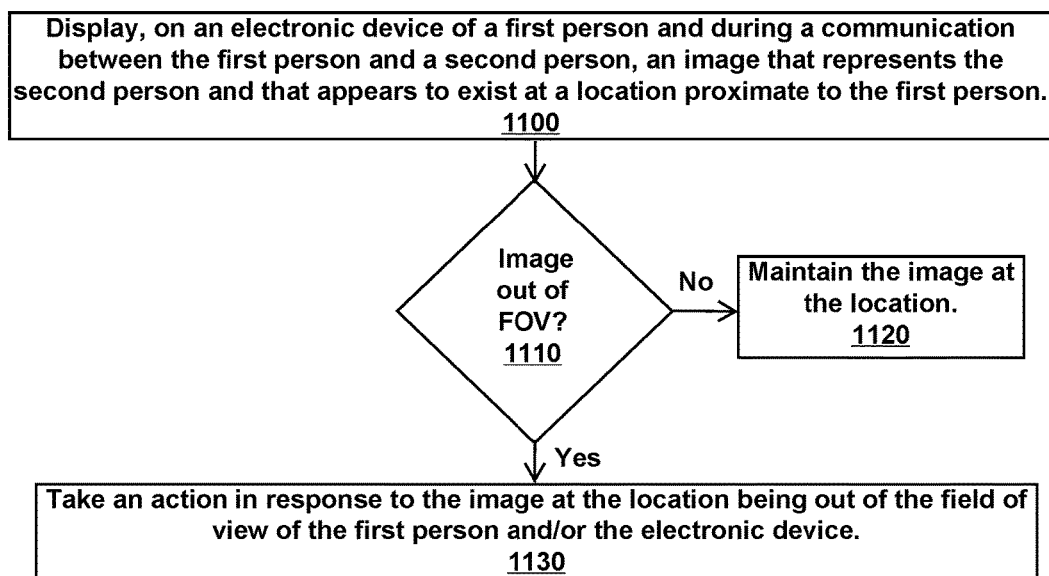 Display, on an electronic device of a first person and during a communication
between the first person and a second person, an image that represents the
second person and that appears to exist at a location proximate to the first person.
1100
Image
out of
FOV?
1110
No
Maintain the image at
the location.
1120
Yes
Take an action in response to the image at the location being out of the field of
view of the first person and/or the electronic device.
1130